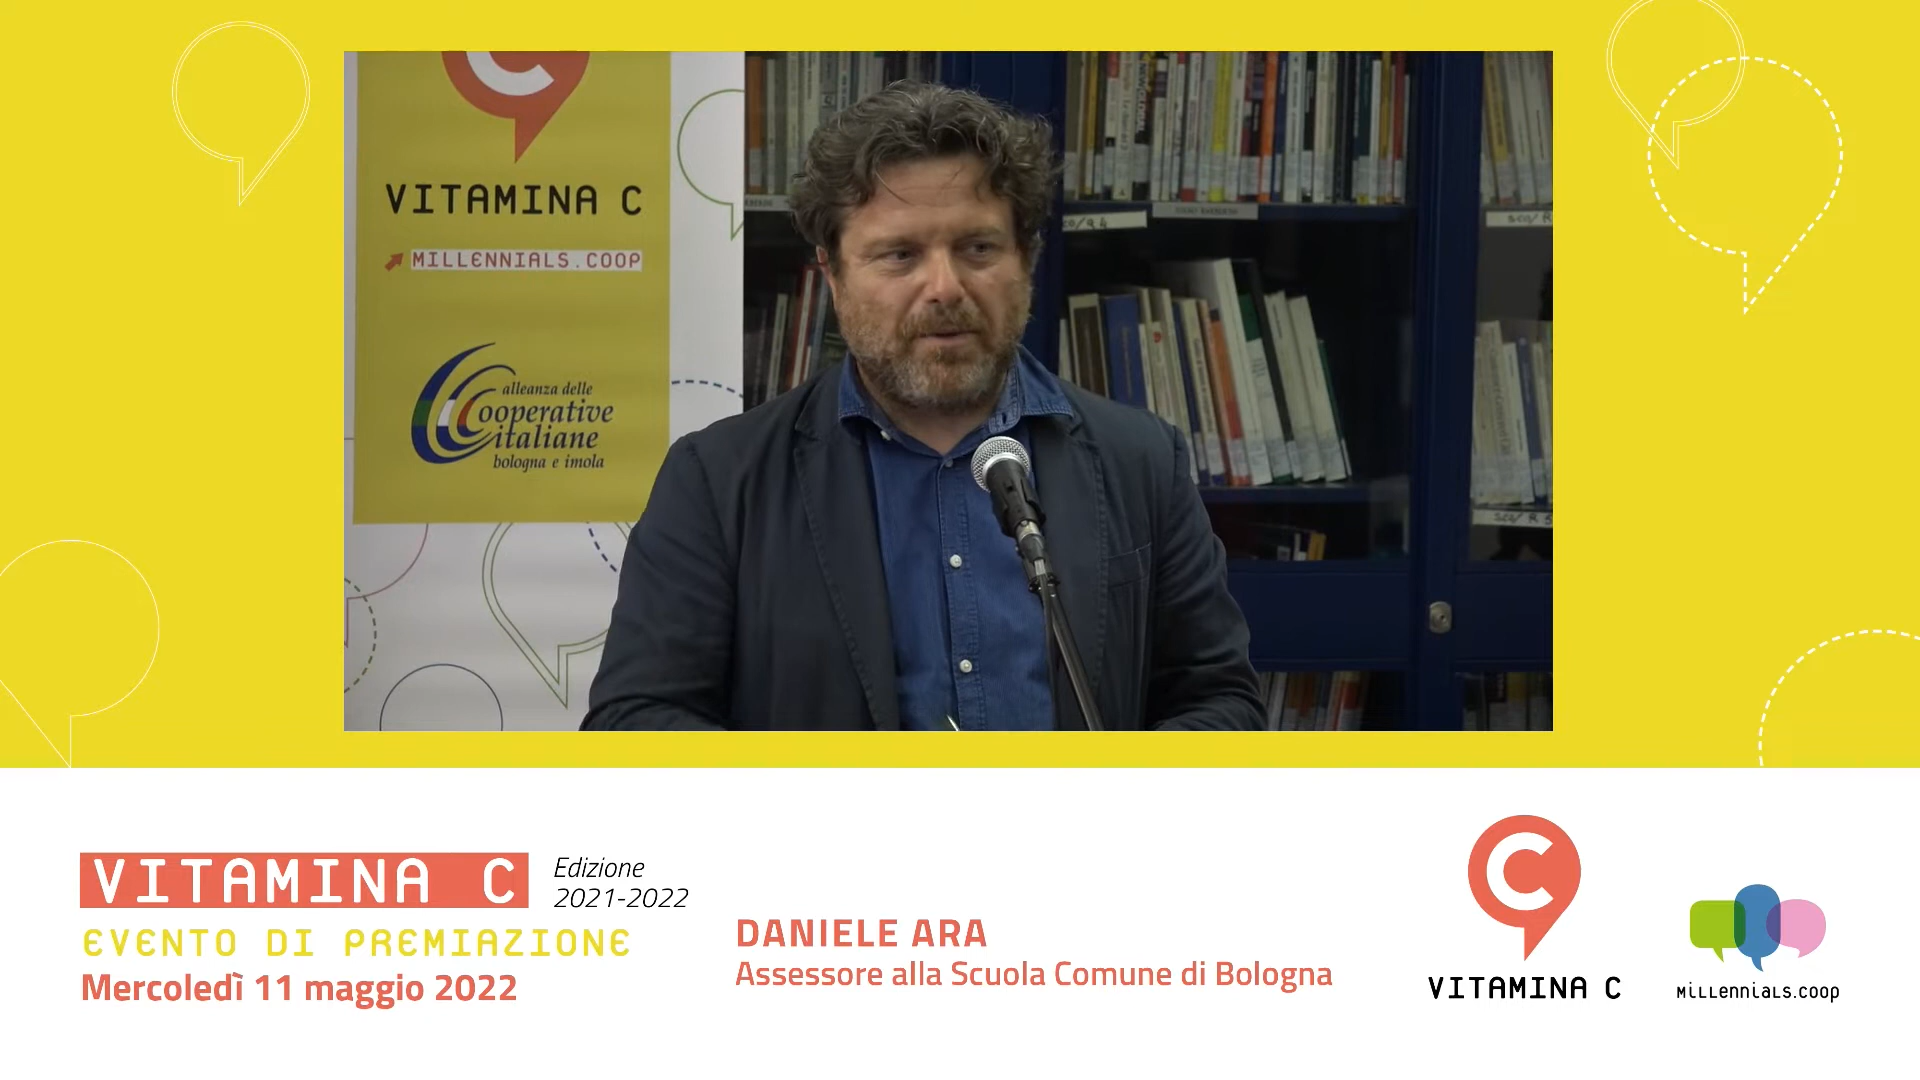 C
VITAMINA C
MILLENNIALS.COOP
alleanza delle
Cooperative
italiane
bologna e imola
sco/R
VITAMINA C
Edizione
2021-2022
EVENTO DI PREMIAZIONE
Mercoledì 11 maggio 2022
DANIELE ARA
Assessore alla Scuola Comune di Bologna
C
VITAMINA C
MiLLenniALS.coop